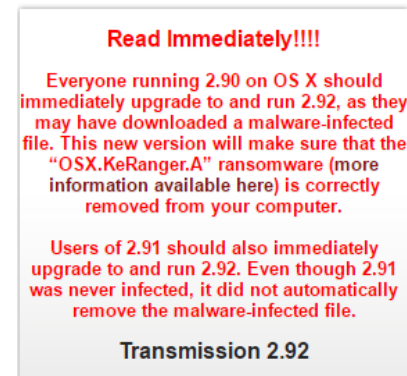 Read Immediately!!!!
Everyone running 2.90 on OS X should
immediately upgrade to and run 2.92, as they
may have downloaded a malware-infected
file. This new version will make sure that the
“OSX.KeRanger.A” ransomware (more
information available here) is correctly
removed from your computer.
Users of 2.91 should also immediately
upgrade to and run 2.92. Even though 2.91
was never infected, it did not automatically
remove the malware-infected file.
Transmission 2.92